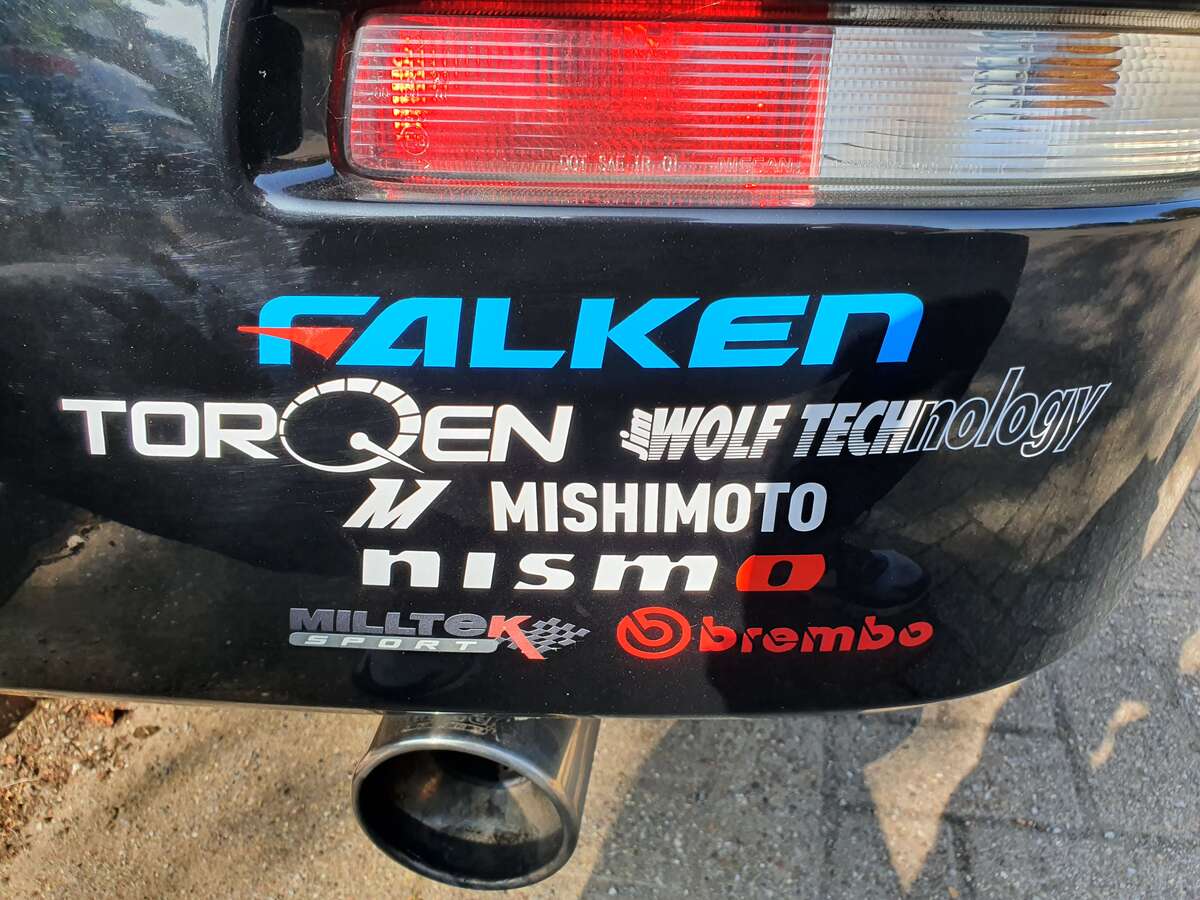 DOT SAE IR 01 NISSAN
FALKEN
TORQEN jim WOLF TECHnology
M MISHIMOTO
nismo
MILLTEK SPORT brembo